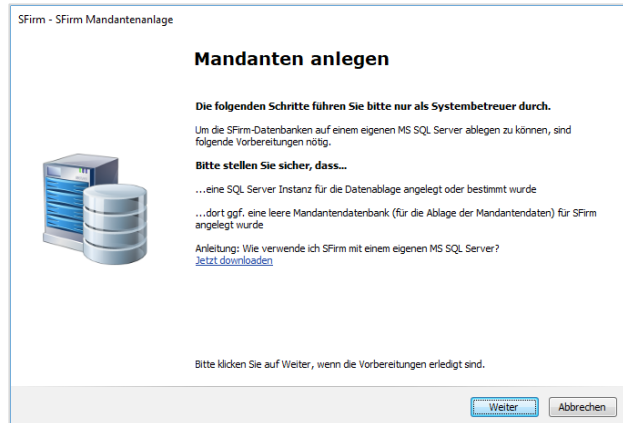 SFirm - SFirm Mandantenanlage
Mandanten anlegen
Die folgenden Schritte führen Sie bitte nur als Systembetreuer durch.
Um die SFirm-Datenbanken auf einem eigenen MS SQL Server ablegen zu können, sind
folgende Vorbereitungen nötig.
Bitte stellen Sie sicher, dass...
...eine SQL Server Instanz für die Datenablage angelegt oder bestimmt wurde
...dort ggf. eine leere Mandantendatenbank (für die Ablage der Mandantendaten) für SFirm
angelegt wurde
Anleitung: Wie verwende ich SFirm mit einem eigenen MS SQL Server?
Jetzt downloaden
Bitte klicken Sie auf Weiter, wenn die Vorbereitungen erledigt sind.
Weiter Abbrechen